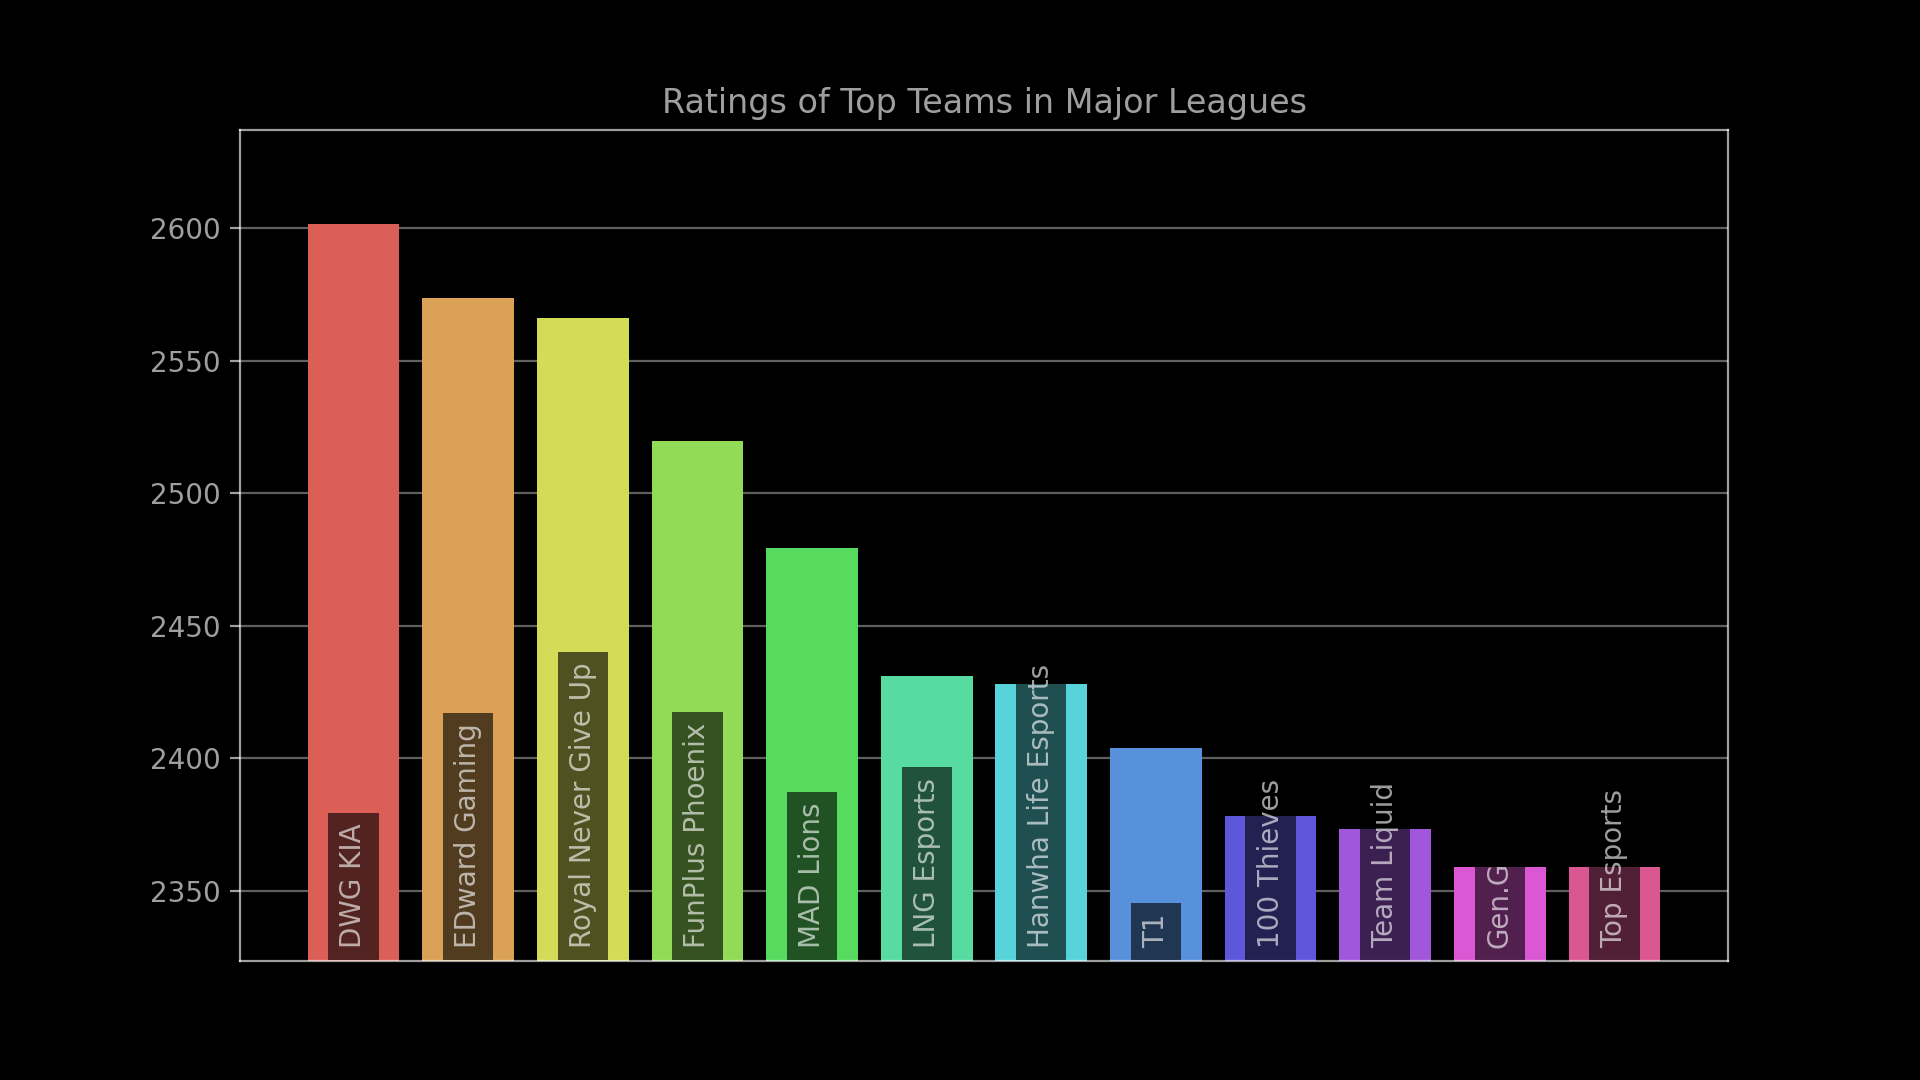 Ratings of Top Teams in Major Leagues
2600
2550
2500
2450
2400
2350
DWG KIA
EDward Gaming
Royal Never Give Up
FunPlus Phoenix
MAD Lions
LNG Esports
Hanwha Life Esports
T1
100 Thieves
Team Liquid
Gen.G
Top Esports